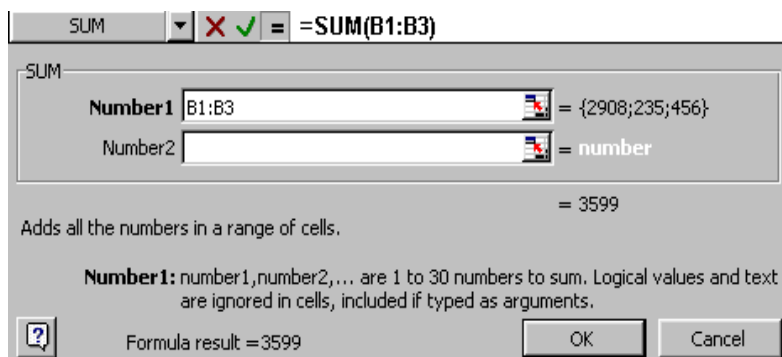 SUM = =SUM(B1:B3)
SUM
Number1 B1:B3 = {2908;235;456}
Number2 = number
= 3599
Adds all the numbers in a range of cells.
Number1: number1,number2,... are 1 to 30 numbers to sum. Logical values and text
are ignored in cells, included if typed as arguments.
? Formula result =3599 OK Cancel